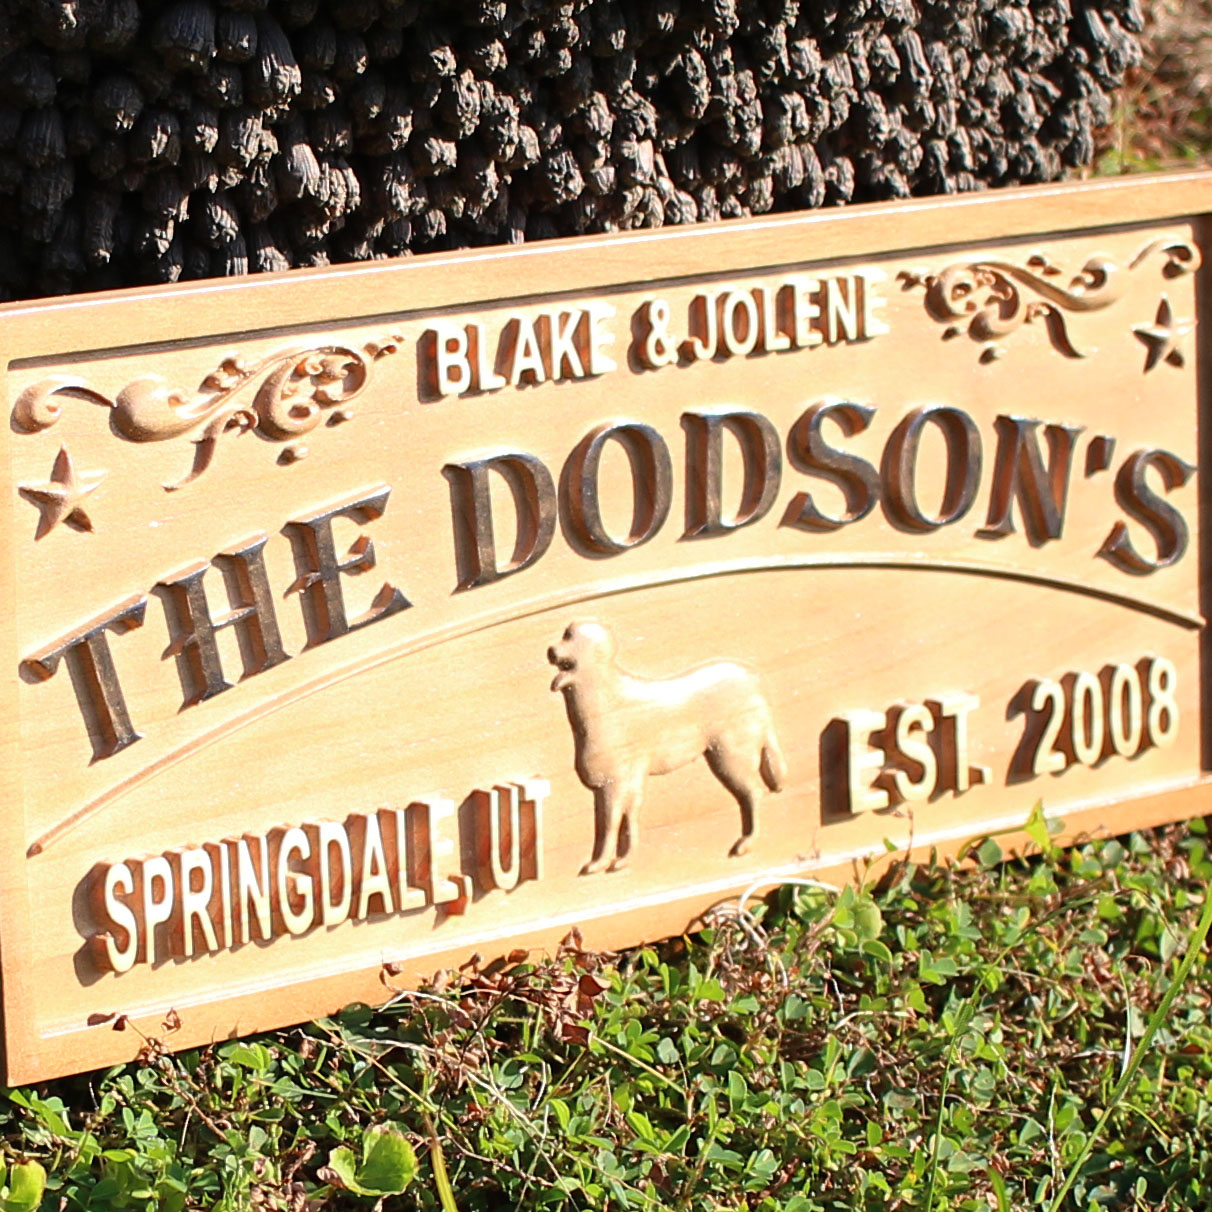 BLAKE & JOLENE
THE DODSON'S
SPRINGDALE, UT
EST. 2008